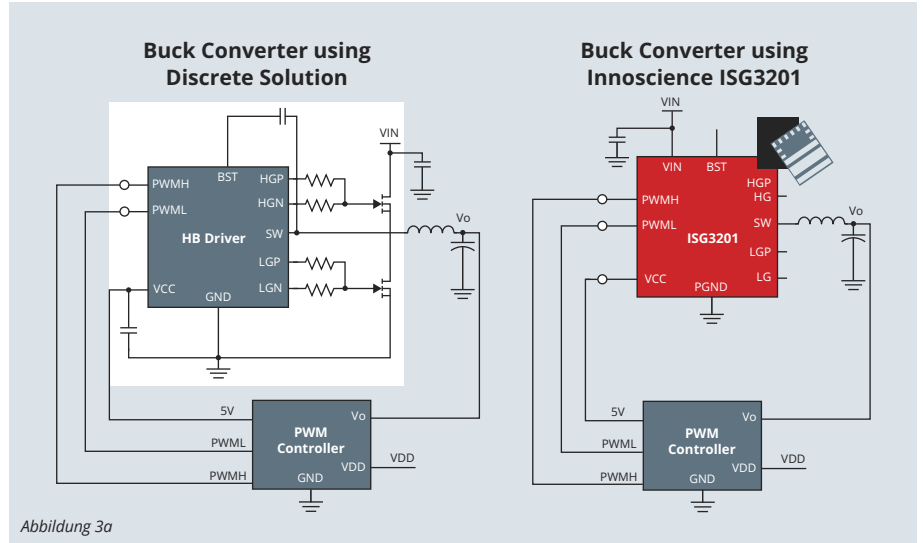 Buck Converter using
Discrete Solution
VIN
BST
HGP
PWMH
HGN
PWML
HB Driver
SW
Vo
LGP
VCC
LGN
GND
5V
Vo
PWM
Controller
PWML
VDD
VDD
PWMH
GND
Buck Converter using
Innoscience ISG3201
VIN
VIN
BST
HGP
HG
PWMH
SW
Vo
PWML
ISG3201
LGP
VCC
LG
PGND
5V
Vo
PWM
Controller
PWML
VDD
VDD
PWMH
GND
Abbildung 3a